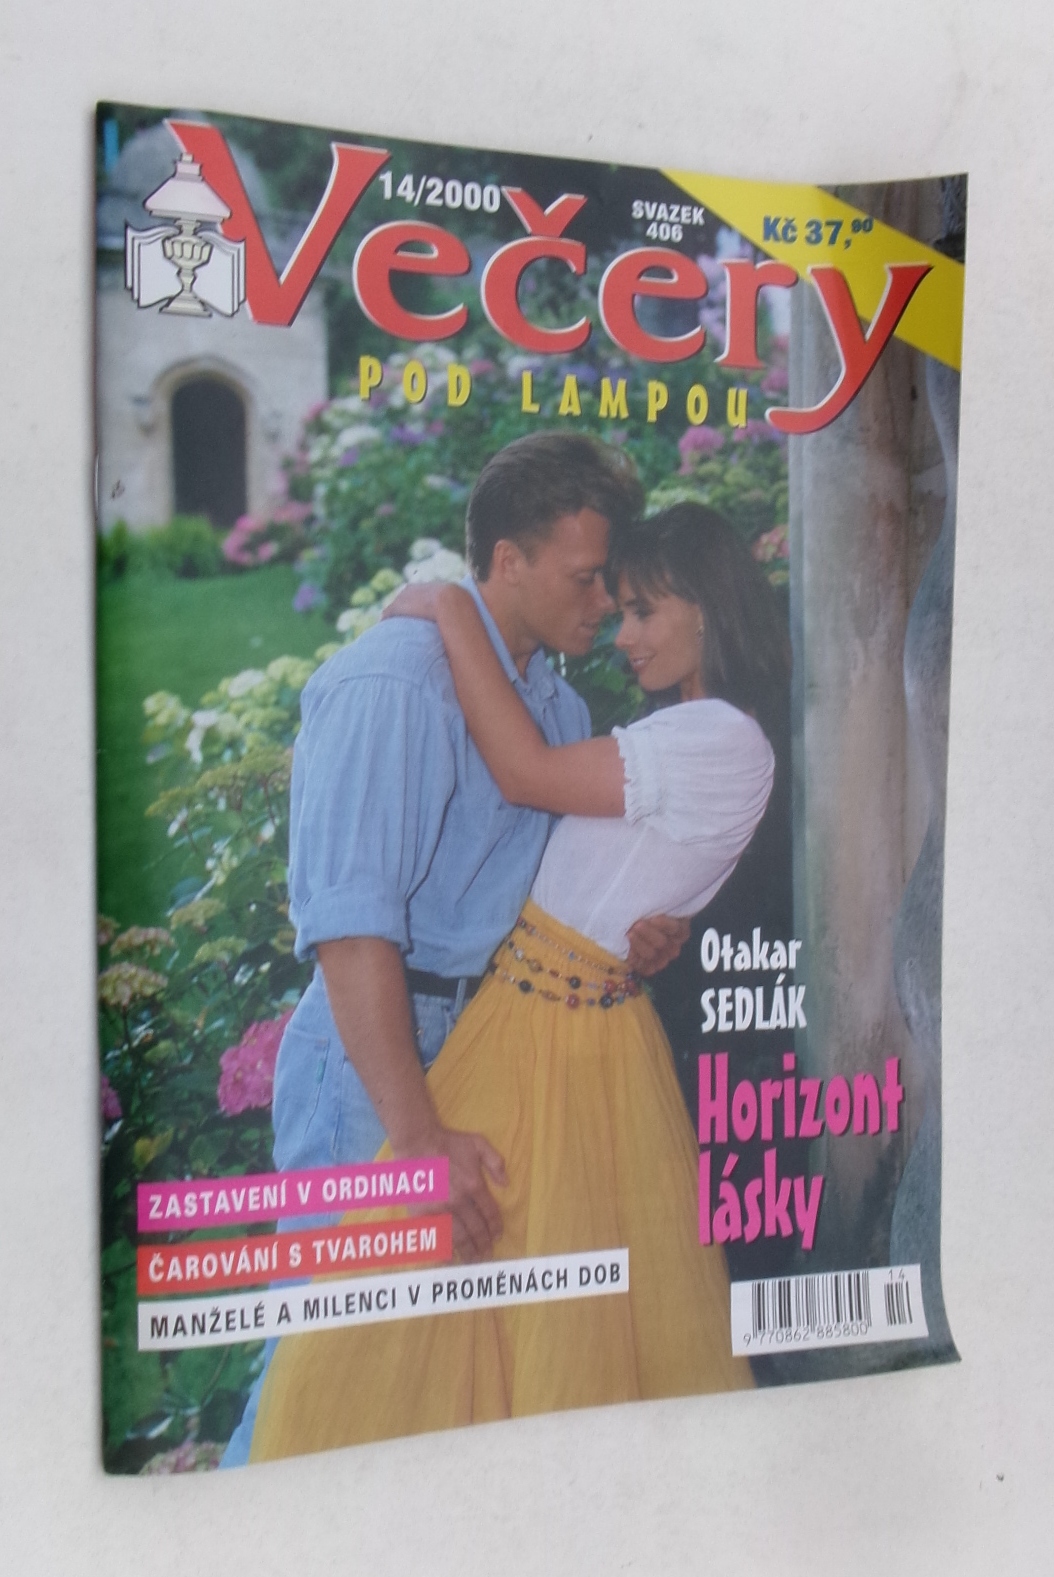 14/2000
SVAZEK
406
Kč 37,90
Večery
POD LAMPOU
Otakar
SEDLÁK
Horizont
lásky
ZASTAVENÍ V ORDINACI
ČAROVÁNÍ S TVAROHEM
MANŽELÉ A MILENCI V PROMĚNÁCH DOB
14
9 770862 885800